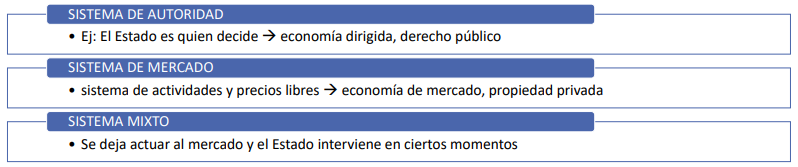 SISTEMA DE AUTORIDAD
• Ej: El Estado es quien decide → economía dirigida, derecho público
SISTEMA DE MERCADO
• sistema de actividades y precios libres → economía de mercado, propiedad privada
SISTEMA MIXTO
• Se deja actuar al mercado y el Estado interviene en ciertos momentos